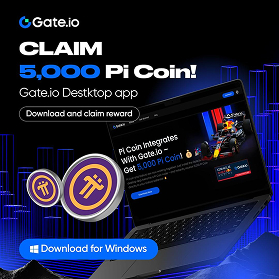 Gate.io
CLAIM
5,000 Pi Coin!
Gate.io Destktop app
Download and claim reward
Pi Coin Integrates
With Gate.io –
Get 5,000 Pi Coin!
Download for Windows